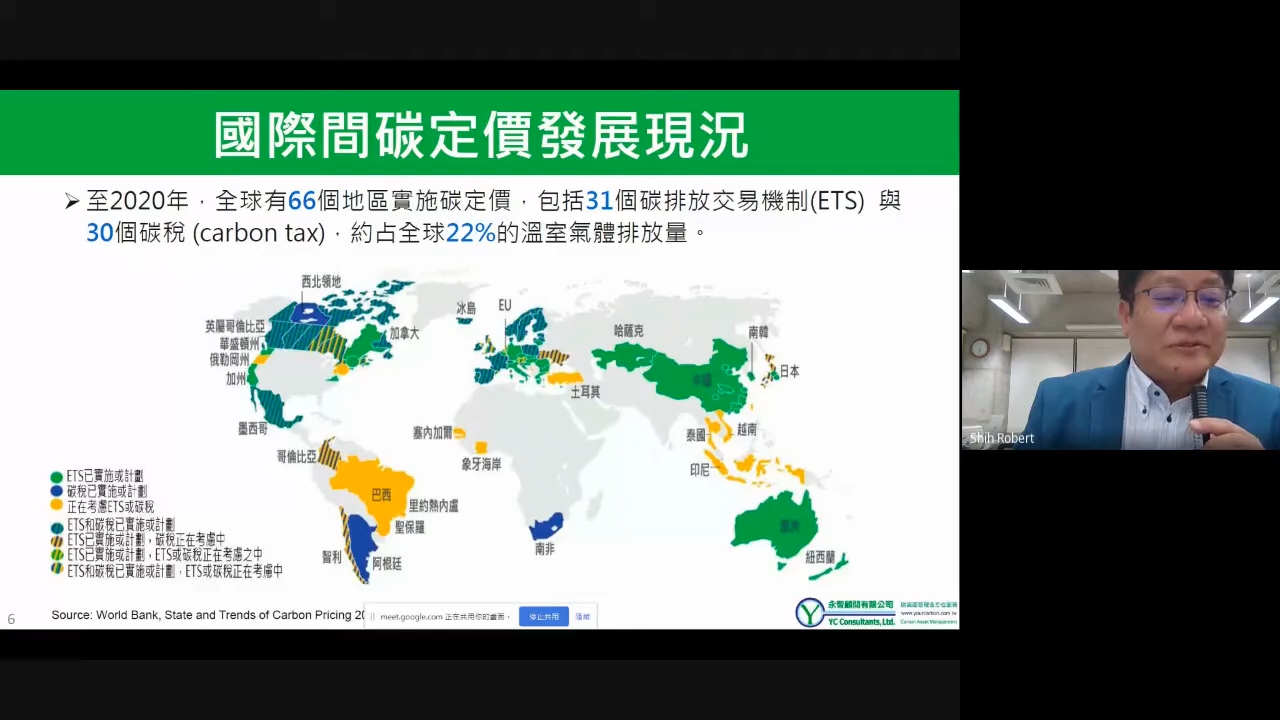 國際間碳定價發展現況
➢ 至2020年，全球有66個地區實施碳定價，包括31個碳排放交易機制(ETS) 與
30個碳稅 (carbon tax)，約占全球22%的溫室氣體排放量。
西北領地
冰島
EU
英屬哥倫比亞
加拿大
哈薩克
南韓
華盛頓州
俄勒岡州
加州
中國
日本
土耳其
墨西哥
塞內加爾
泰國
越南
哥倫比亞
象牙海岸
印尼
ETS已實施或計劃
碳稅已實施或計劃
正在考慮ETS或碳稅
巴西
里約熱內盧
聖保羅
ETS和碳稅已實施或計劃
ETS已實施或計劃，碳稅正在考慮中
ETS已實施或計劃，ETS或碳稅正在考慮之中
ETS和碳稅已實施或計劃，ETS或碳稅正在考慮中
智利
阿根廷
南非
澳洲
紐西蘭
6
Source: World Bank, State and Trends of Carbon Pricing 20
meet.google.com 正在共用你的畫面。
停止共用
隱藏
永智顧問有限公司
YC Consultants, Ltd.
www.yourcarbon.com.tw
Carbon Asset Management
Shih Robert